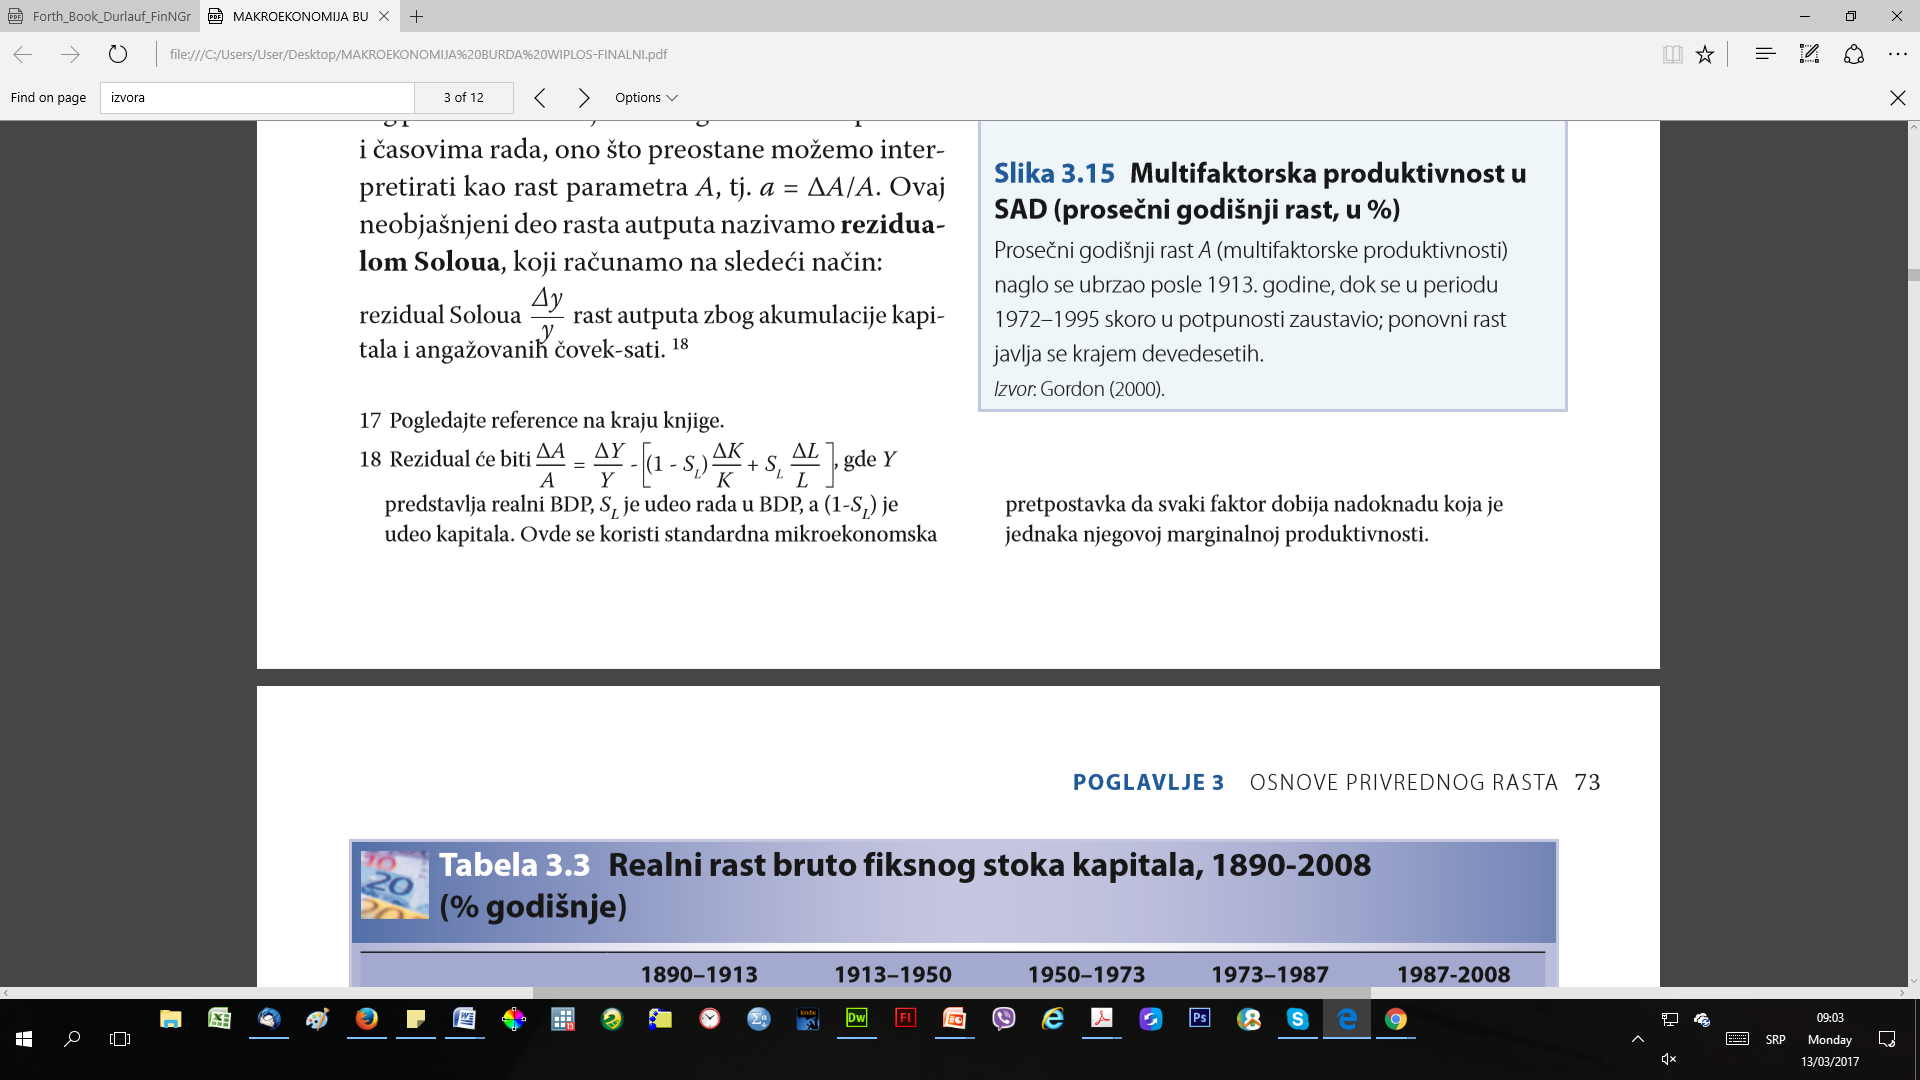 Forth_Book_Durlauf_FinNGr
MAKROEKONOMIJA BU
file:///C:/Users/User/Desktop/MAKROEKONOMIJA%20BURDA%20WIPLOS-FINALNI.pdf
Find on page
izvora
3 of 12
Options
i časovima rada, ono što preostane možemo inter-
pretirati kao rast parametra A, tj. a = ΔA/A. Ovaj
neobjašnjeni deo rasta autputa nazivamo rezidua-
lom Soloua, koji računamo na sledeći način:
rezidual Soloua Δy/y rast autputa zbog akumulacije kapi-
tala i angažovanih čovek-sati. 18
17 Pogledajte reference na kraju knjige.
18 Rezidual će biti ΔA/A = ΔY/Y - [(1 - S_L) ΔK/K + S_L ΔL/L], gde Y
predstavlja realni BDP, S_L je udeo rada u BDP, a (1-S_L) je
udeo kapitala. Ovde se koristi standardna mikroekonomska
Slika 3.15 Multifaktorska produktivnost u
SAD (prosečni godišnji rast, u %)
Prosečni godišnji rast A (multifaktorske produktivnosti)
naglo se ubrzao posle 1913. godine, dok se u periodu
1972–1995 skoro u potpunosti zaustavio; ponovni rast
javlja se krajem devedesetih.
Izvor: Gordon (2000).
pretpostavka da svaki faktor dobija nadoknadu koja je
jednaka njegovoj marginalnoj produktivnosti.
POGLAVLJE 3 OSNOVE PRIVREDNOG RASTA 73
Tabela 3.3 Realni rast bruto fiksnog stoka kapitala, 1890-2008
(% godišnje)
1890–1913 1913–1950 1950–1973 1973–1987 1987-2008
SRP
09:03
Monday
13/03/2017